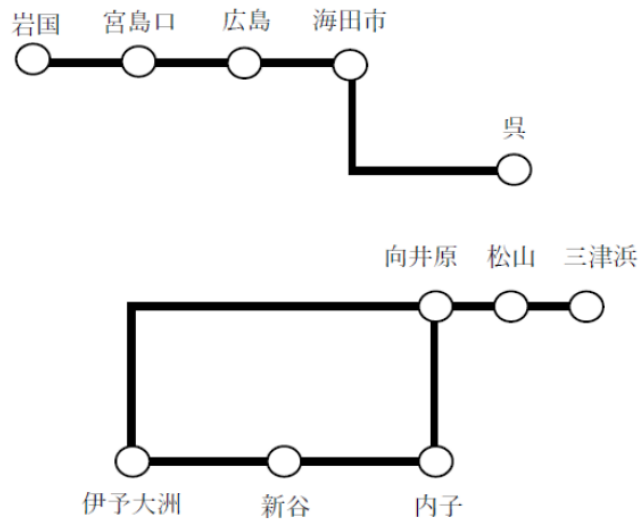 岩国 宮島口 広島 海田市
呉
向井原 松山 三津浜
伊予大洲 新谷 内子